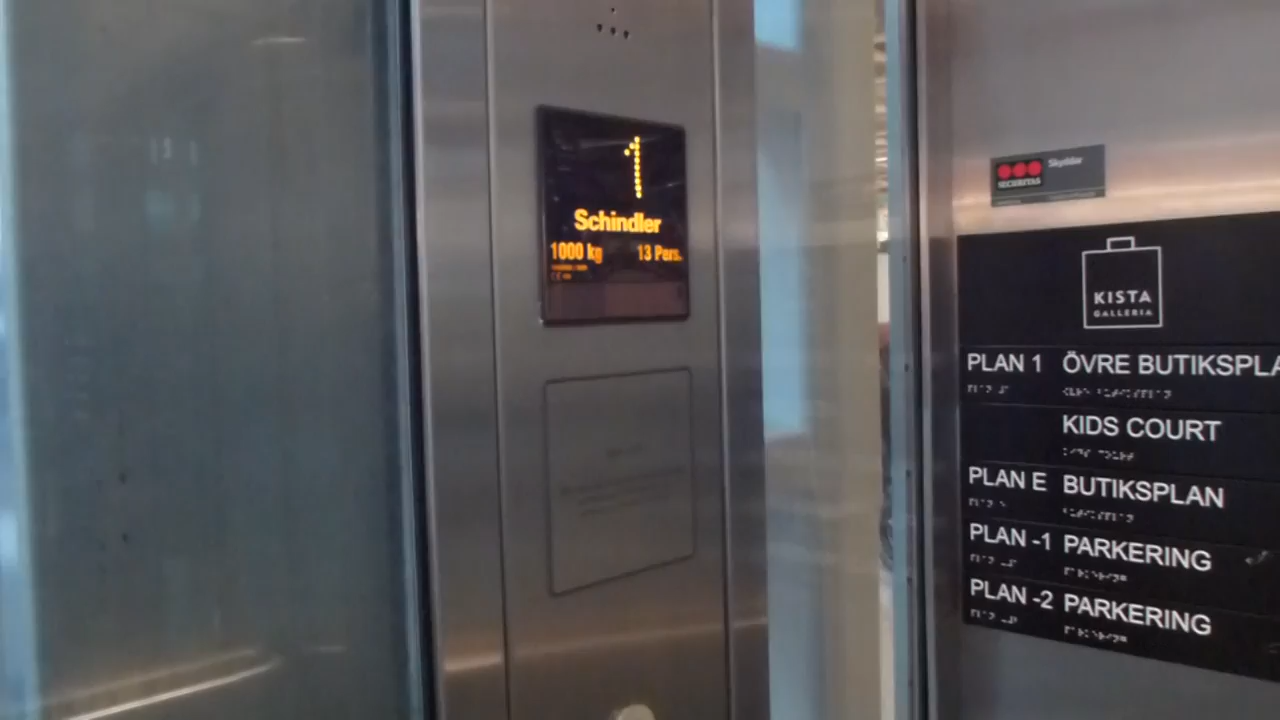 1
Schindler
1000 kg 13 Pers.
SECURITAS
Skyddar
KISTA
GALLERIA
PLAN 1 ÖVRE BUTIKSPLA
KIDS COURT
PLAN E BUTIKSPLAN
PLAN -1 PARKERING
PLAN -2 PARKERING